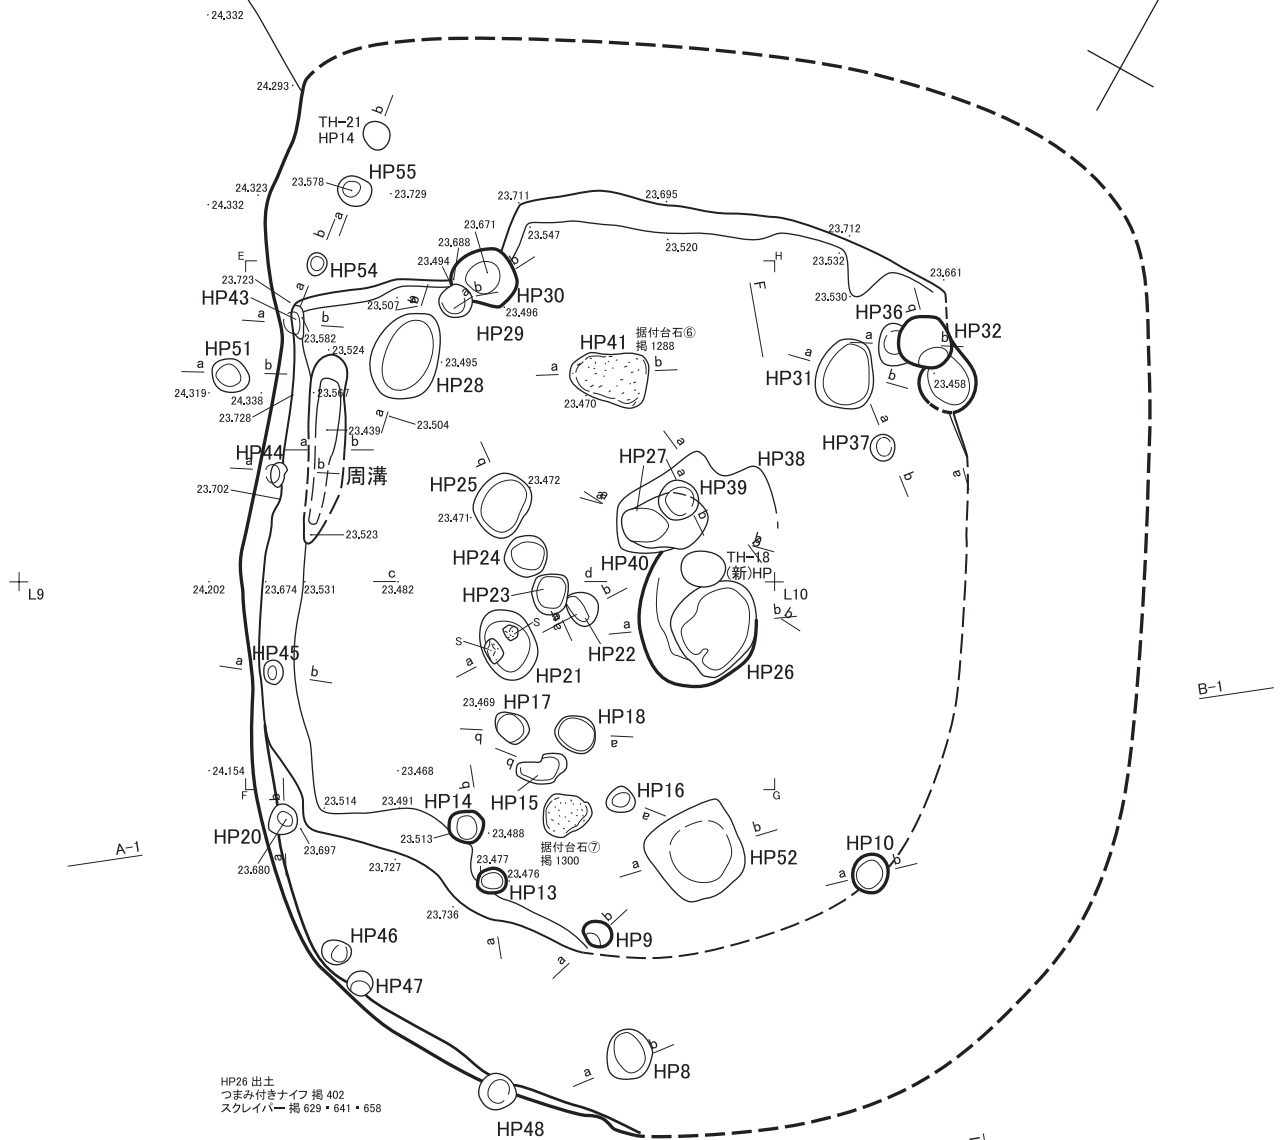 ·24.332
24.293·
TH-21
HP14
b
HP55
23.578
·23.729
24.323
·24.332
a
b
23.711
23.695
23.671
23.688
23.547
23.520
23.712
23.532
23.494
E
HP54
b
H
23.661
23.723
HP43
a
HP30
23.530
23.507
a
b
23.496
F
HP36
b
HP32
a
b
23.582
HP29
HP41
据付台石⑥
掲 1288
a
b
23.524
HP51
a
b
·23.495
a
b
a
HP31
b
24.319
24.338
23.567
HP28
23.470
23.458
23.728
a
23.504
a
23.439
a
b
HP37
HP44
a
b
周溝
b
HP27
a
HP38
b
a
HP25
23.472
a
HP39
23.702
23.471
a
b
23.523
HP24
HP40
b
TH-18
(新)HP
L9
24.202
23.674
23.531
c
23.482
HP23
d
b
L10
S
S
a
b
HP22
a
b
HP45
a
b
a
HP21
HP26
B-1
23.469
HP17
HP18
b
a
b
·24.154
·23.468
b
F
b
HP16
G
23.514
23.491
HP14
HP15
a
HP20
23.513
·23.488
b
HP10
A-1
23.697
据付台石⑦
掲 1300
HP52
a
b
a
23.680
23.727
23.477
23.476
a
HP13
23.736
b
HP9
HP46
a
a
HP47
b
HP8
a
HP26 出土
つまみ付きナイフ 掲 402
スクレイパー 掲 629・641・658
HP48